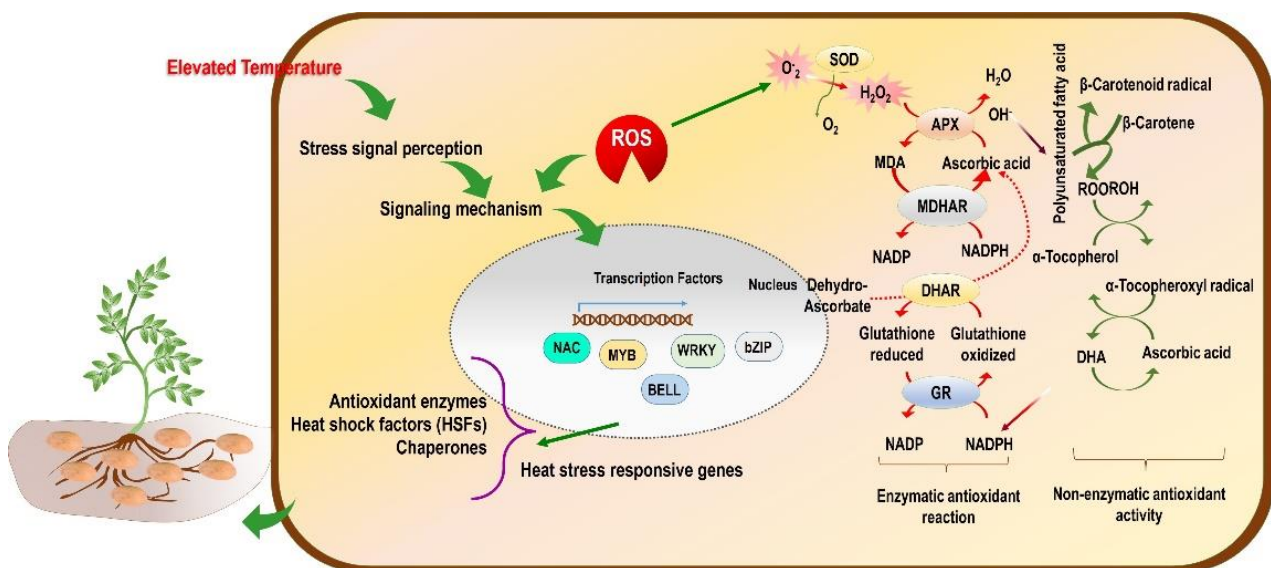 Elevated Temperature
Stress signal perception
Signaling mechanism
ROS
O⁻₂
SOD
H₂O₂
O₂
H₂O
OH⁻
APX
MDA
Ascorbic acid
MDHAR
NADP
NADPH
Dehydro-
Ascorbate
DHAR
Glutathione
reduced
Glutathione
oxidized
GR
NADP
NADPH
Enzymatic antioxidant
reaction
Polyunsaturated fatty acid
β-Carotenoid radical
β-Carotene
ROOROH
α-Tocopherol
α-Tocopheroxyl radical
DHA
Ascorbic acid
Non-enzymatic antioxidant
activity
Transcription Factors
Nucleus
NAC
MYB
WRKY
bZIP
BELL
Antioxidant enzymes
Heat shock factors (HSFs)
Chaperones
Heat stress responsive genes